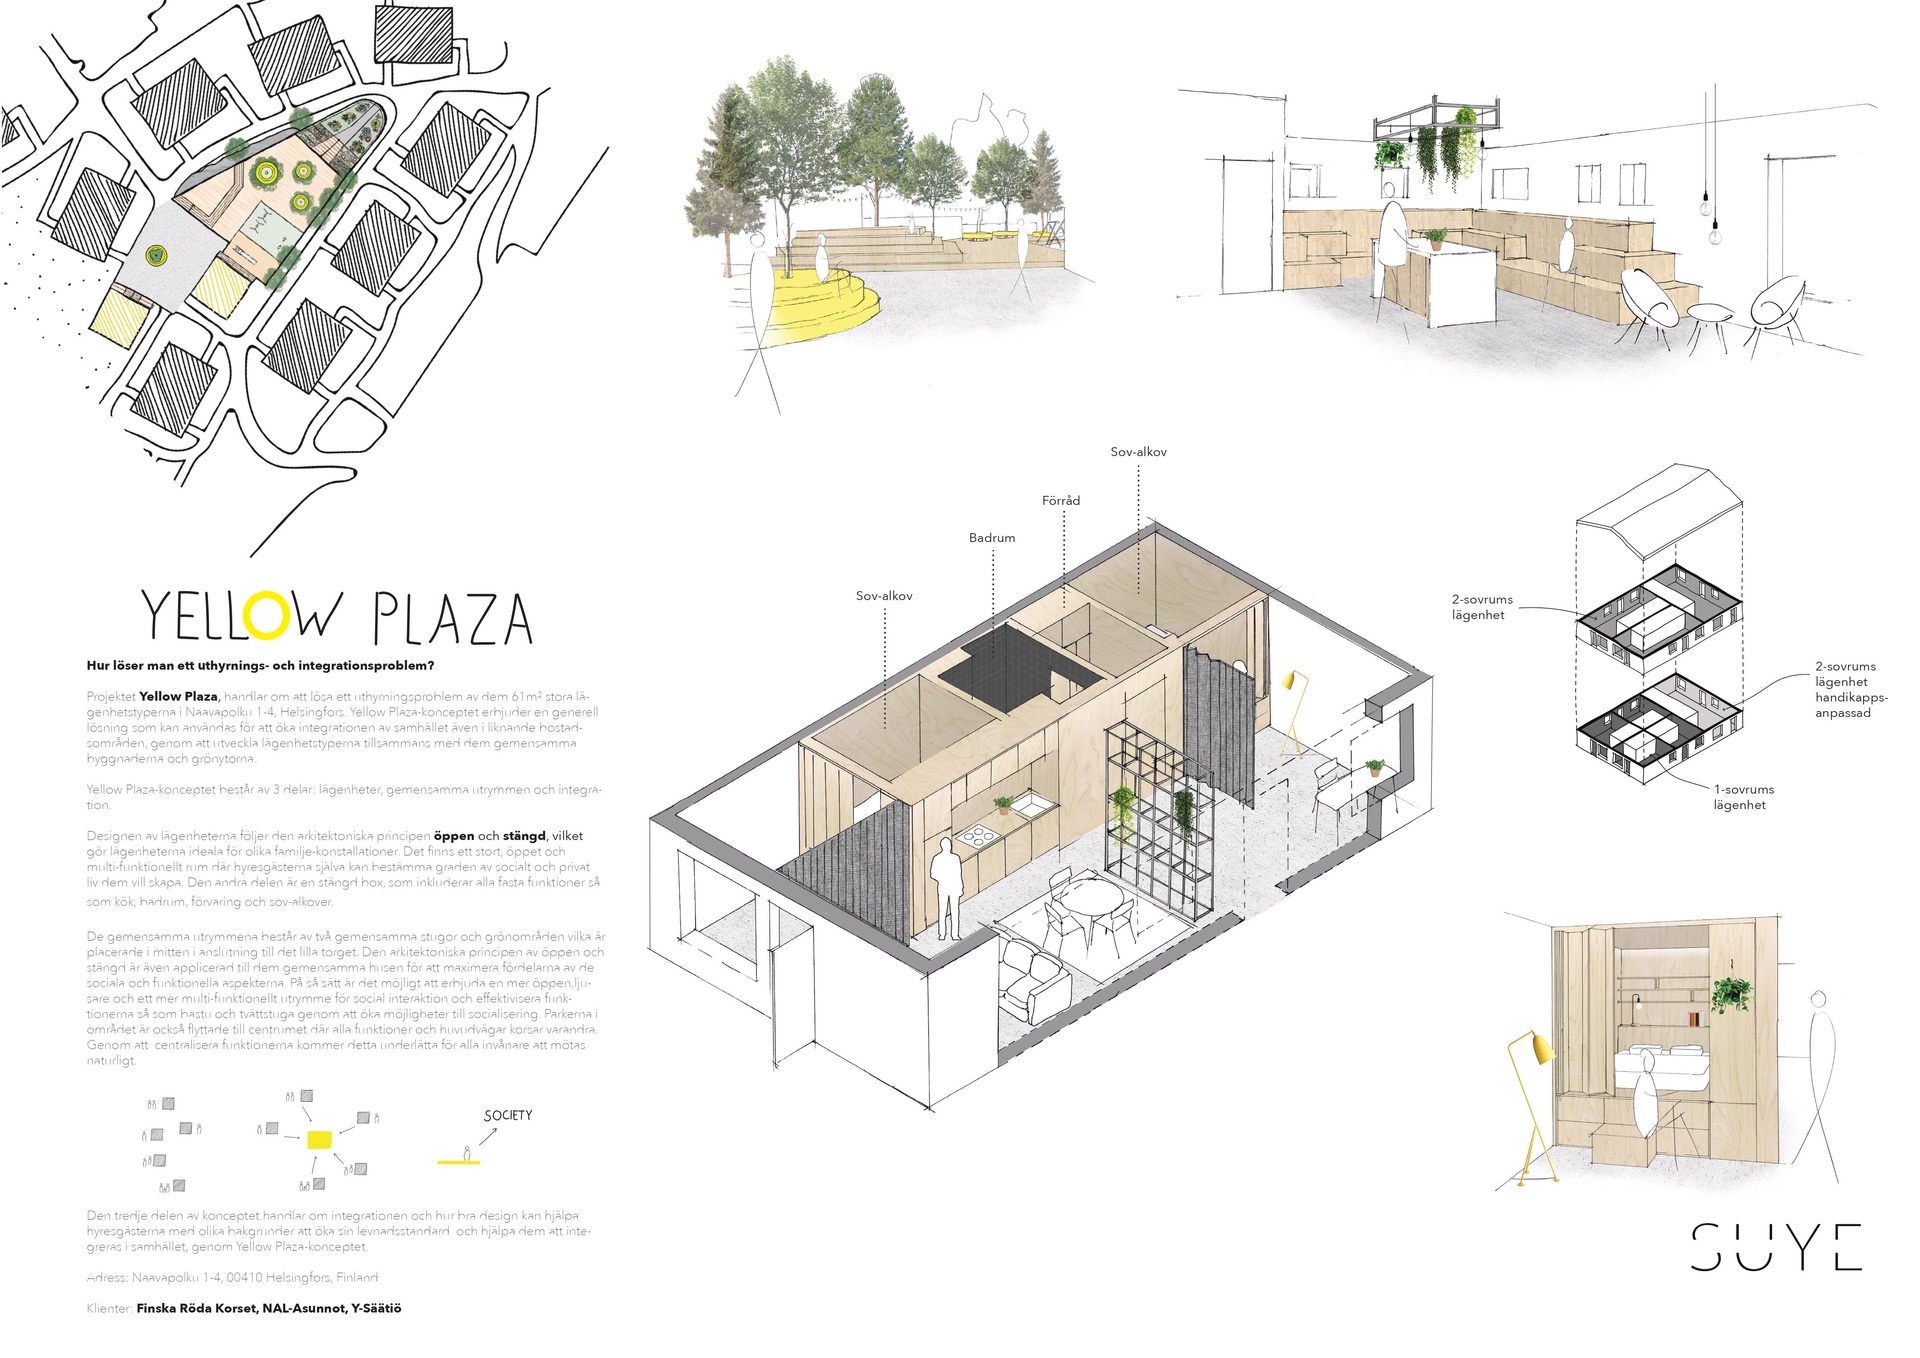 YELLOW PLAZA
Hur löser man ett uthyrnings- och integrationsproblem?
Projektet Yellow Plaza, handlar om att lösa ett uthyrningsproblem av dem 61m² stora lä-
genhetstyperna i Naavapolku 1-4, Helsingfors. Yellow Plaza-konceptet erbjuder en generell
lösning som kan användas för att öka integrationen av samhället även i liknande bostad-
sområden, genom att utveckla lägenhetstyperna tillsammans med dem gemensamma
byggnaderna och grönytorna.
Yellow Plaza-konceptet består av 3 delar: lägenheter, gemensamma utrymmen och integra-
tion.
Designen av lägenheterna följer den arkitektoniska principen öppen och stängd, vilket
gör lägenheterna ideala för olika familje-konstallationer. Det finns ett stort, öppet och
multi-funktionellt rum där hyresgästerna själva kan bestämma graden av socialt och privat
liv dem vill skapa. Den andra delen är en stängd box, som inkluderar alla fasta funktioner så
som kök, badrum, förvaring och sov-alkover.
De gemensamma utrymmena består av två gemensamma stugor och grönområden vilka är
placerade i mitten i anslutning till det lilla torget. Den arkitektoniska principen av öppen och
stängd är även applicerad till dem gemensamma husen för att maximera fördelarna av de
sociala och funktionella aspekterna. På så sätt är det möjligt att erbjuda en mer öppen,lju-
sare och ett mer multi-funktionellt utrymme för social interaktion och effektivisera funk-
tionerna så som bastu och tvättstuga genom att öka möjligheter till socialisering. Parkerna i
området är också flyttade till centrumet där alla funktioner och huvudvägar korsar varandra.
Genom att centralisera funktionerna kommer detta underlätta för alla invånare att mötas
naturligt.
SOCIETY
Den tredje delen av konceptet handlar om integrationen och hur bra design kan hjälpa
hyresgästerna med olika bakgrunder att öka sin levnadsstandard och hjälpa dem att inte-
greras i samhället, genom Yellow Plaza-konceptet.
Adress: Naavapolku 1-4, 00410 Helsingfors, Finland
Klienter: Finska Röda Korset, NAL-Asunnot, Y-Säätiö
Sov-alkov
Förråd
Badrum
Sov-alkov
2-sovrums
lägenhet
2-sovrums
lägenhet
handikapps-
anpassad
1-sovrums
lägenhet
SUYE